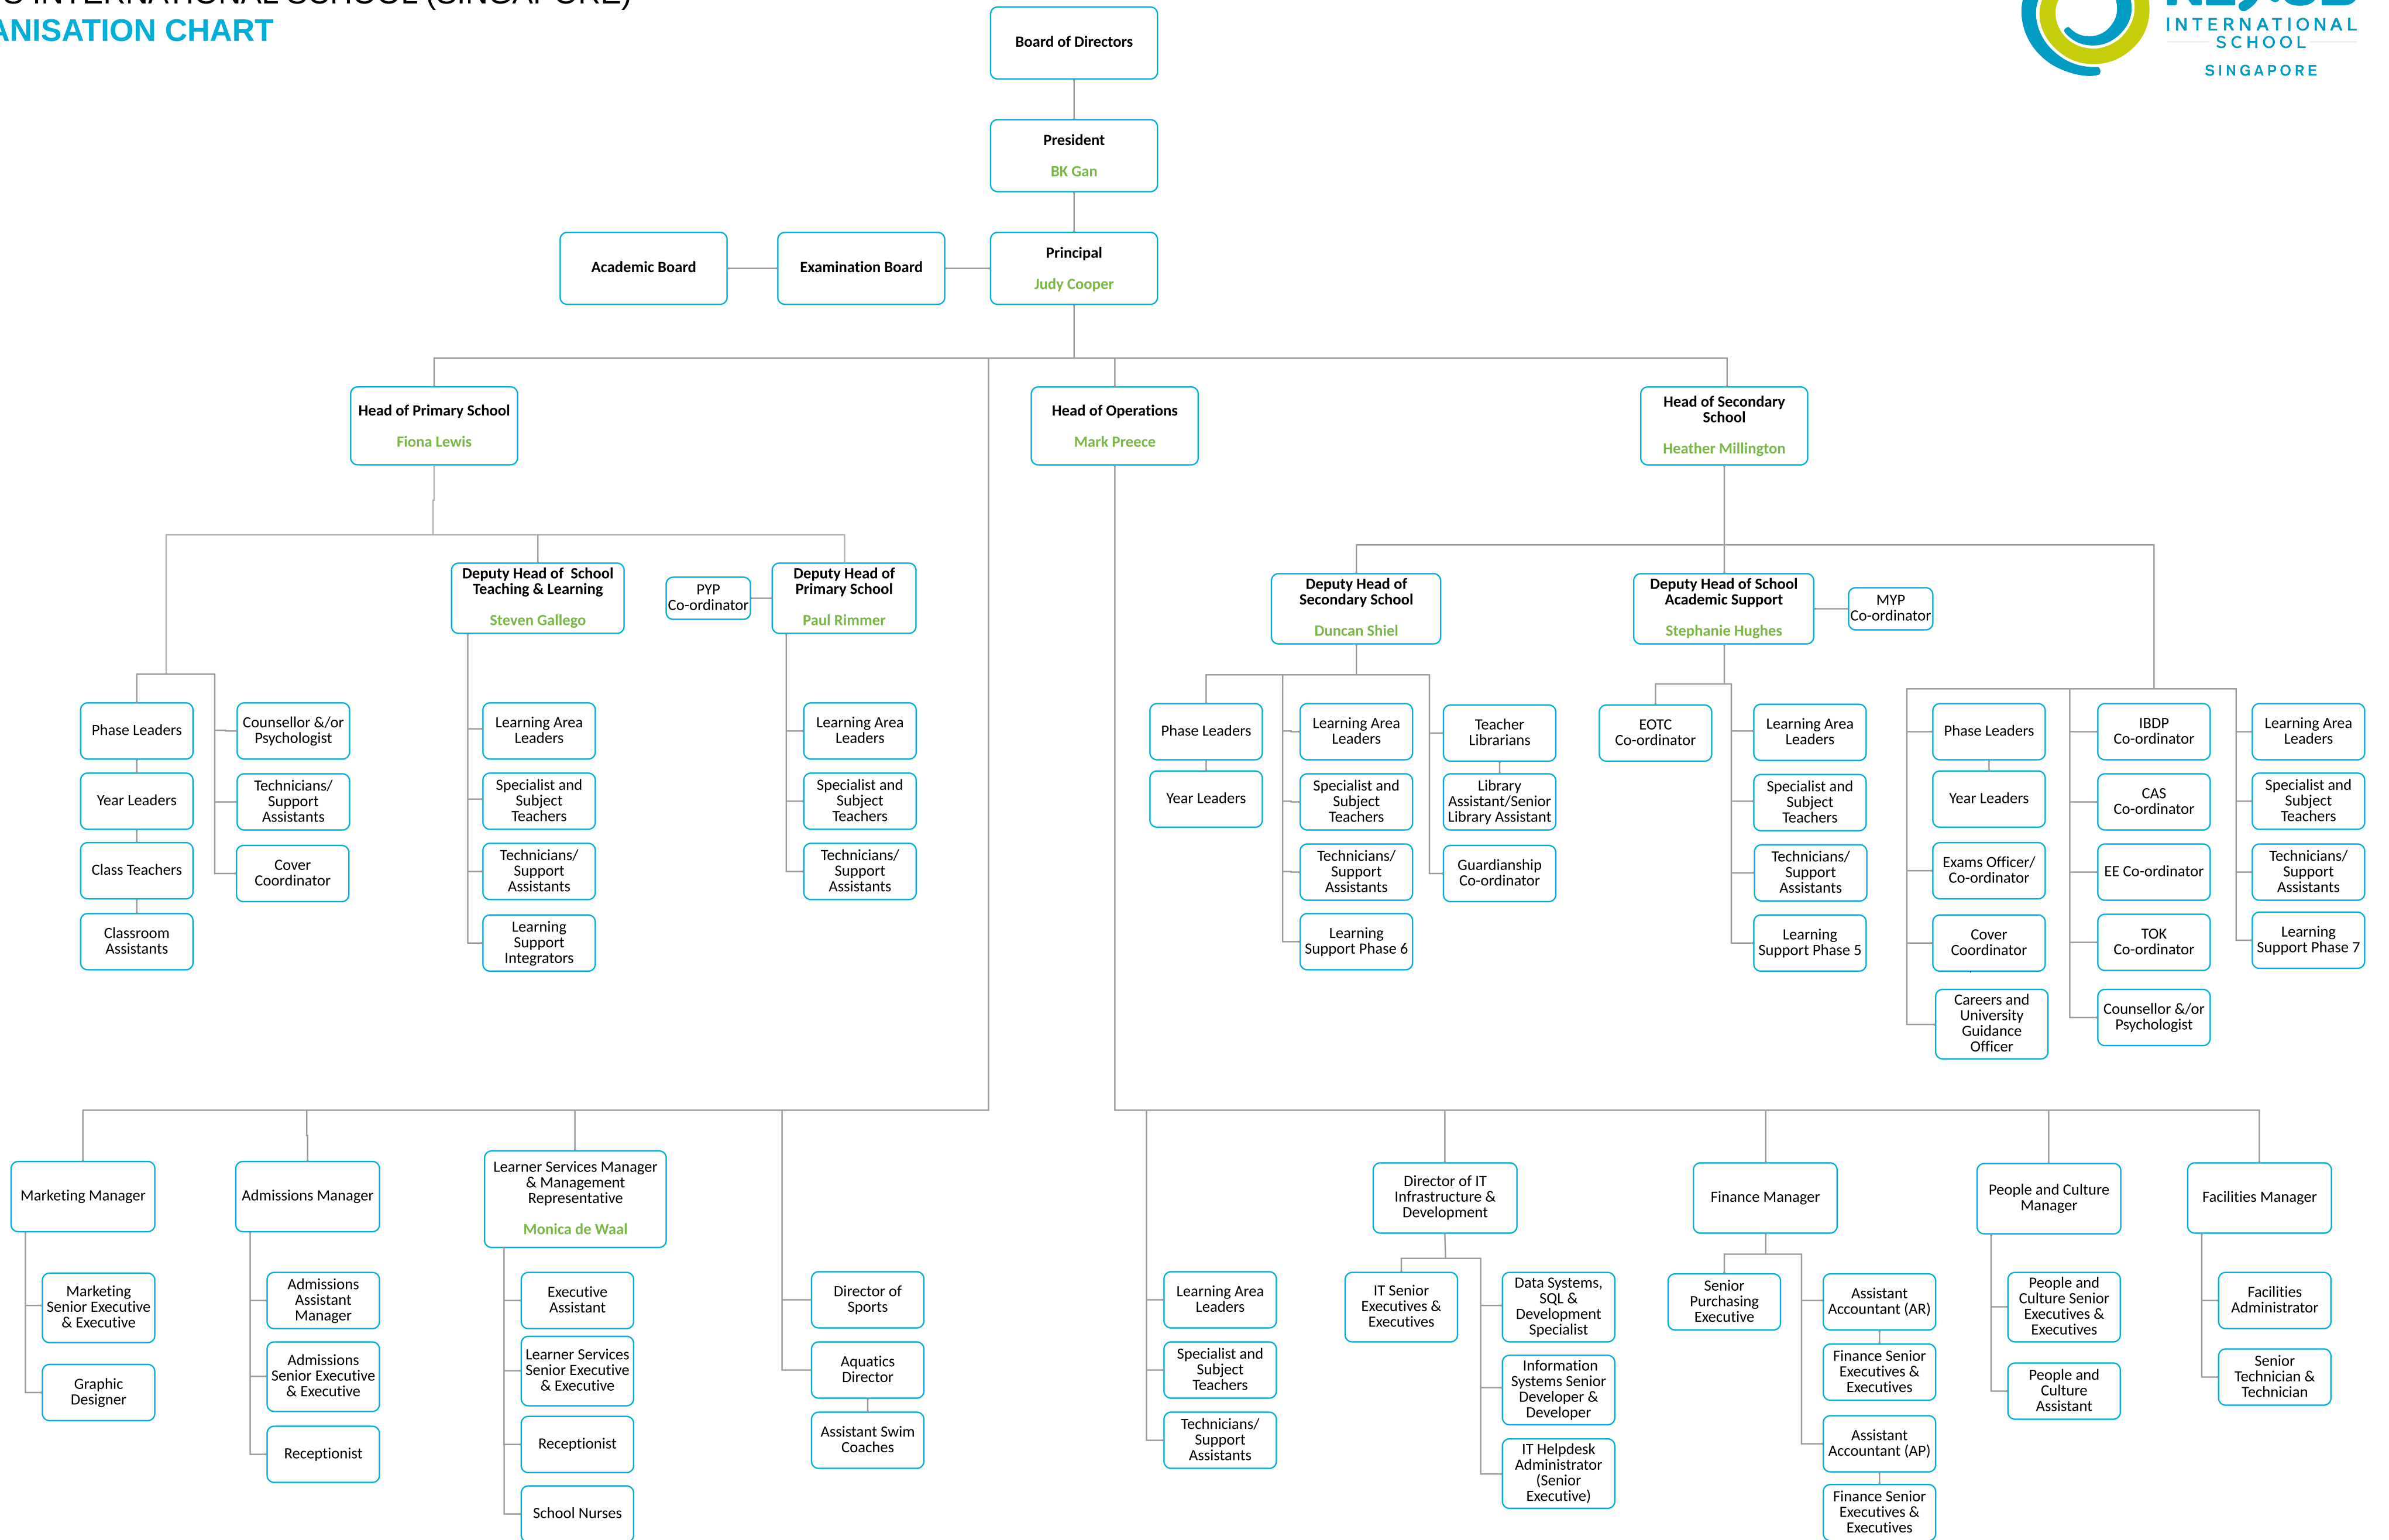 INTERNATIONAL SCHOOL (SINGAPORE)
ANISATION CHART
INTERNATIONAL
SCHOOL
SINGAPORE
Board of Directors
President
BK Gan
Academic Board
Examination Board
Principal
Judy Cooper
Head of Primary School
Fiona Lewis
Head of Operations
Mark Preece
Head of Secondary
School
Heather Millington
Deputy Head of School
Teaching & Learning
Steven Gallego
PYP
Co-ordinator
Deputy Head of
Primary School
Paul Rimmer
Deputy Head of
Secondary School
Duncan Shiel
Deputy Head of School
Academic Support
Stephanie Hughes
MYP
Co-ordinator
Phase Leaders
Year Leaders
Class Teachers
Classroom
Assistants
Counsellor &/or
Psychologist
Technicians/
Support
Assistants
Cover
Coordinator
Learning Area
Leaders
Specialist and
Subject
Teachers
Technicians/
Support
Assistants
Learning
Support
Integrators
Learning Area
Leaders
Specialist and
Subject
Teachers
Technicians/
Support
Assistants
Phase Leaders
Year Leaders
Learning Area
Leaders
Specialist and
Subject
Teachers
Technicians/
Support
Assistants
Learning
Support Phase 6
Teacher
Librarians
Library
Assistant/Senior
Library Assistant
Guardianship
Co-ordinator
EOTC
Co-ordinator
Learning Area
Leaders
Specialist and
Subject
Teachers
Technicians/
Support
Assistants
Learning
Support Phase 5
Phase Leaders
Year Leaders
Exams Officer/
Co-ordinator
Cover
Coordinator
Careers and
University
Guidance
Officer
IBDP
Co-ordinator
CAS
Co-ordinator
EE Co-ordinator
TOK
Co-ordinator
Counsellor &/or
Psychologist
Learning Area
Leaders
Specialist and
Subject
Teachers
Technicians/
Support
Assistants
Learning
Support Phase 7
Marketing Manager
Marketing
Senior Executive
& Executive
Graphic
Designer
Admissions Manager
Admissions
Assistant
Manager
Admissions
Senior Executive
& Executive
Receptionist
Learner Services Manager
& Management
Representative
Monica de Waal
Executive
Assistant
Learner Services
Senior Executive
& Executive
Receptionist
School Nurses
Director of
Sports
Aquatics
Director
Assistant Swim
Coaches
Learning Area
Leaders
Specialist and
Subject
Teachers
Technicians/
Support
Assistants
Director of IT
Infrastructure &
Development
IT Senior
Executives &
Executives
Data Systems,
SQL &
Development
Specialist
Information
Systems Senior
Developer &
Developer
IT Helpdesk
Administrator
(Senior
Executive)
Finance Manager
Senior
Purchasing
Executive
Assistant
Accountant (AR)
Finance Senior
Executives &
Executives
Assistant
Accountant (AP)
Finance Senior
Executives &
Executives
People and Culture
Manager
People and
Culture Senior
Executives &
Executives
People and
Culture
Assistant
Facilities Manager
Facilities
Administrator
Senior
Technician &
Technician